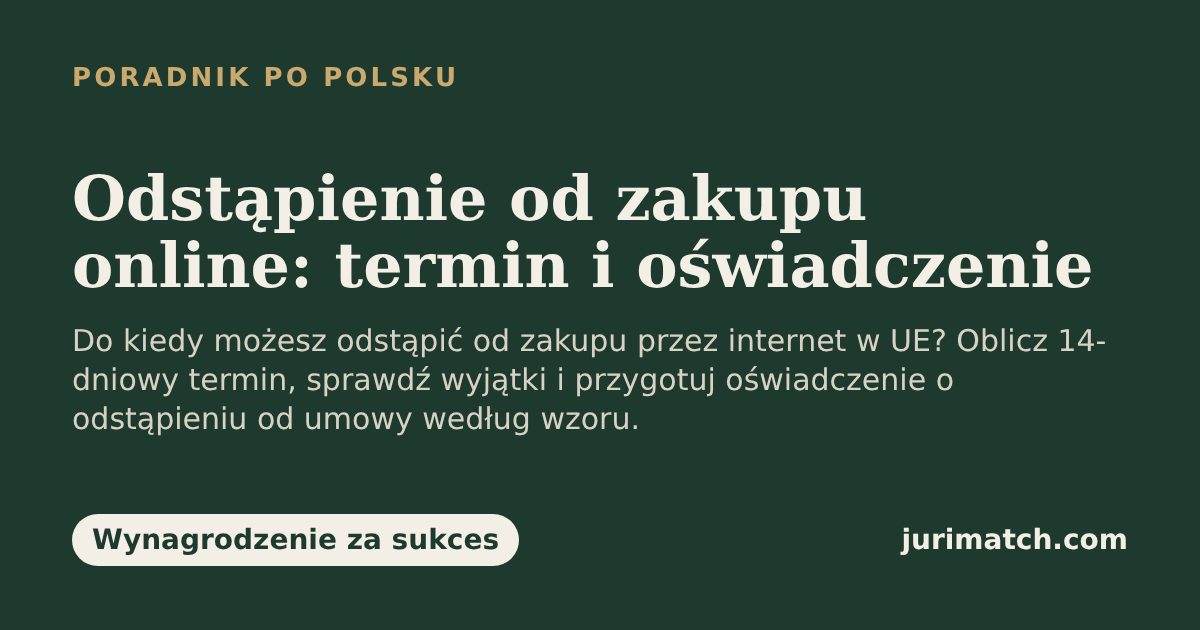 PORADNIK PO POLSKU
Odstąpienie od zakupu
online: termin i oświadczenie
Do kiedy możesz odstąpić od zakupu przez internet w UE? Oblicz 14-
dniowy termin, sprawdź wyjątki i przygotuj oświadczenie o
odstąpieniu od umowy według wzoru.
Wynagrodzenie za sukces
jurimatch.com